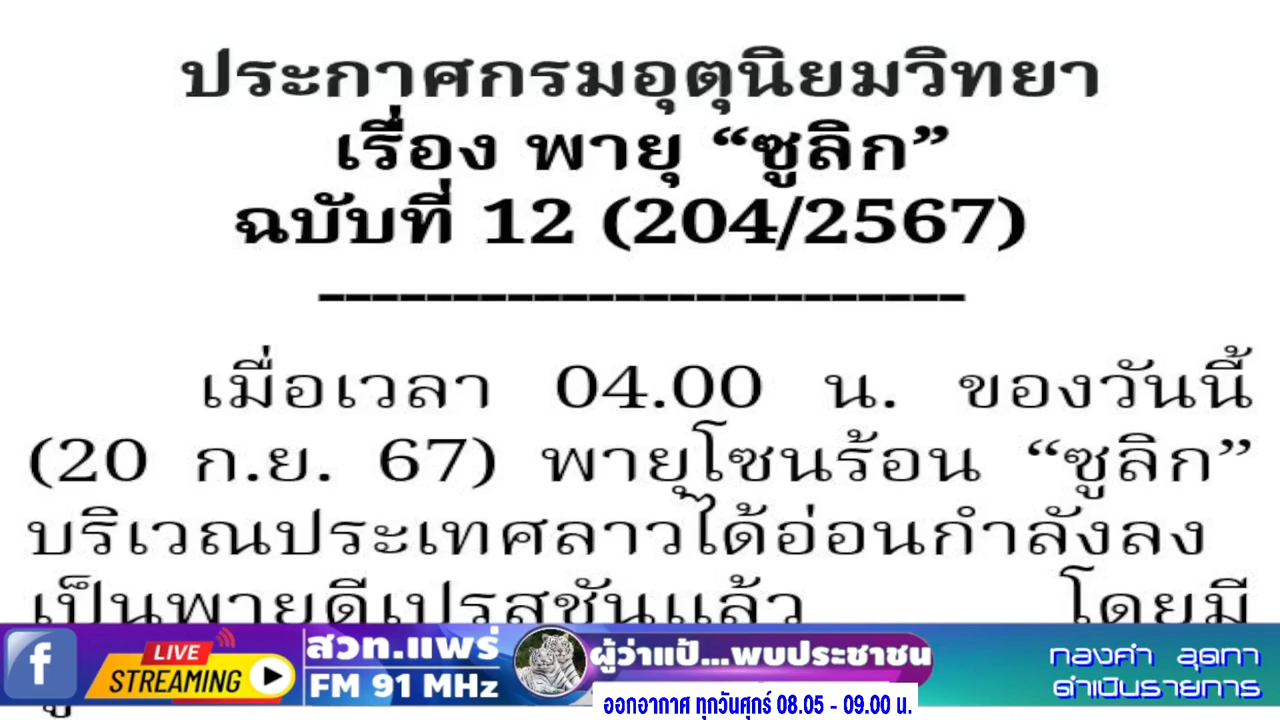 ประกาศกรมอุตุนิยมวิทยา
เรื่อง พายุ “ซูลิก”
ฉบับที่ 12 (204/2567)
------------------------
เมื่อเวลา 04.00 น. ของวันนี้
(20 ก.ย. 67) พายุโซนร้อน “ซูลิก”
บริเวณประเทศลาวได้อ่อนกำลังลง
เป็นพายุดีเปรสชันแล้ว โดยมี
f LIVE STREAMING
สวท.แพร่
FM 91 MHz
ผู้ว่าแป้...พบประชาชน
ออกอากาศ ทุกวันศุกร์ 08.05 - 09.00 น.
ทองคำ สุดทา
ดำเนินรายการ